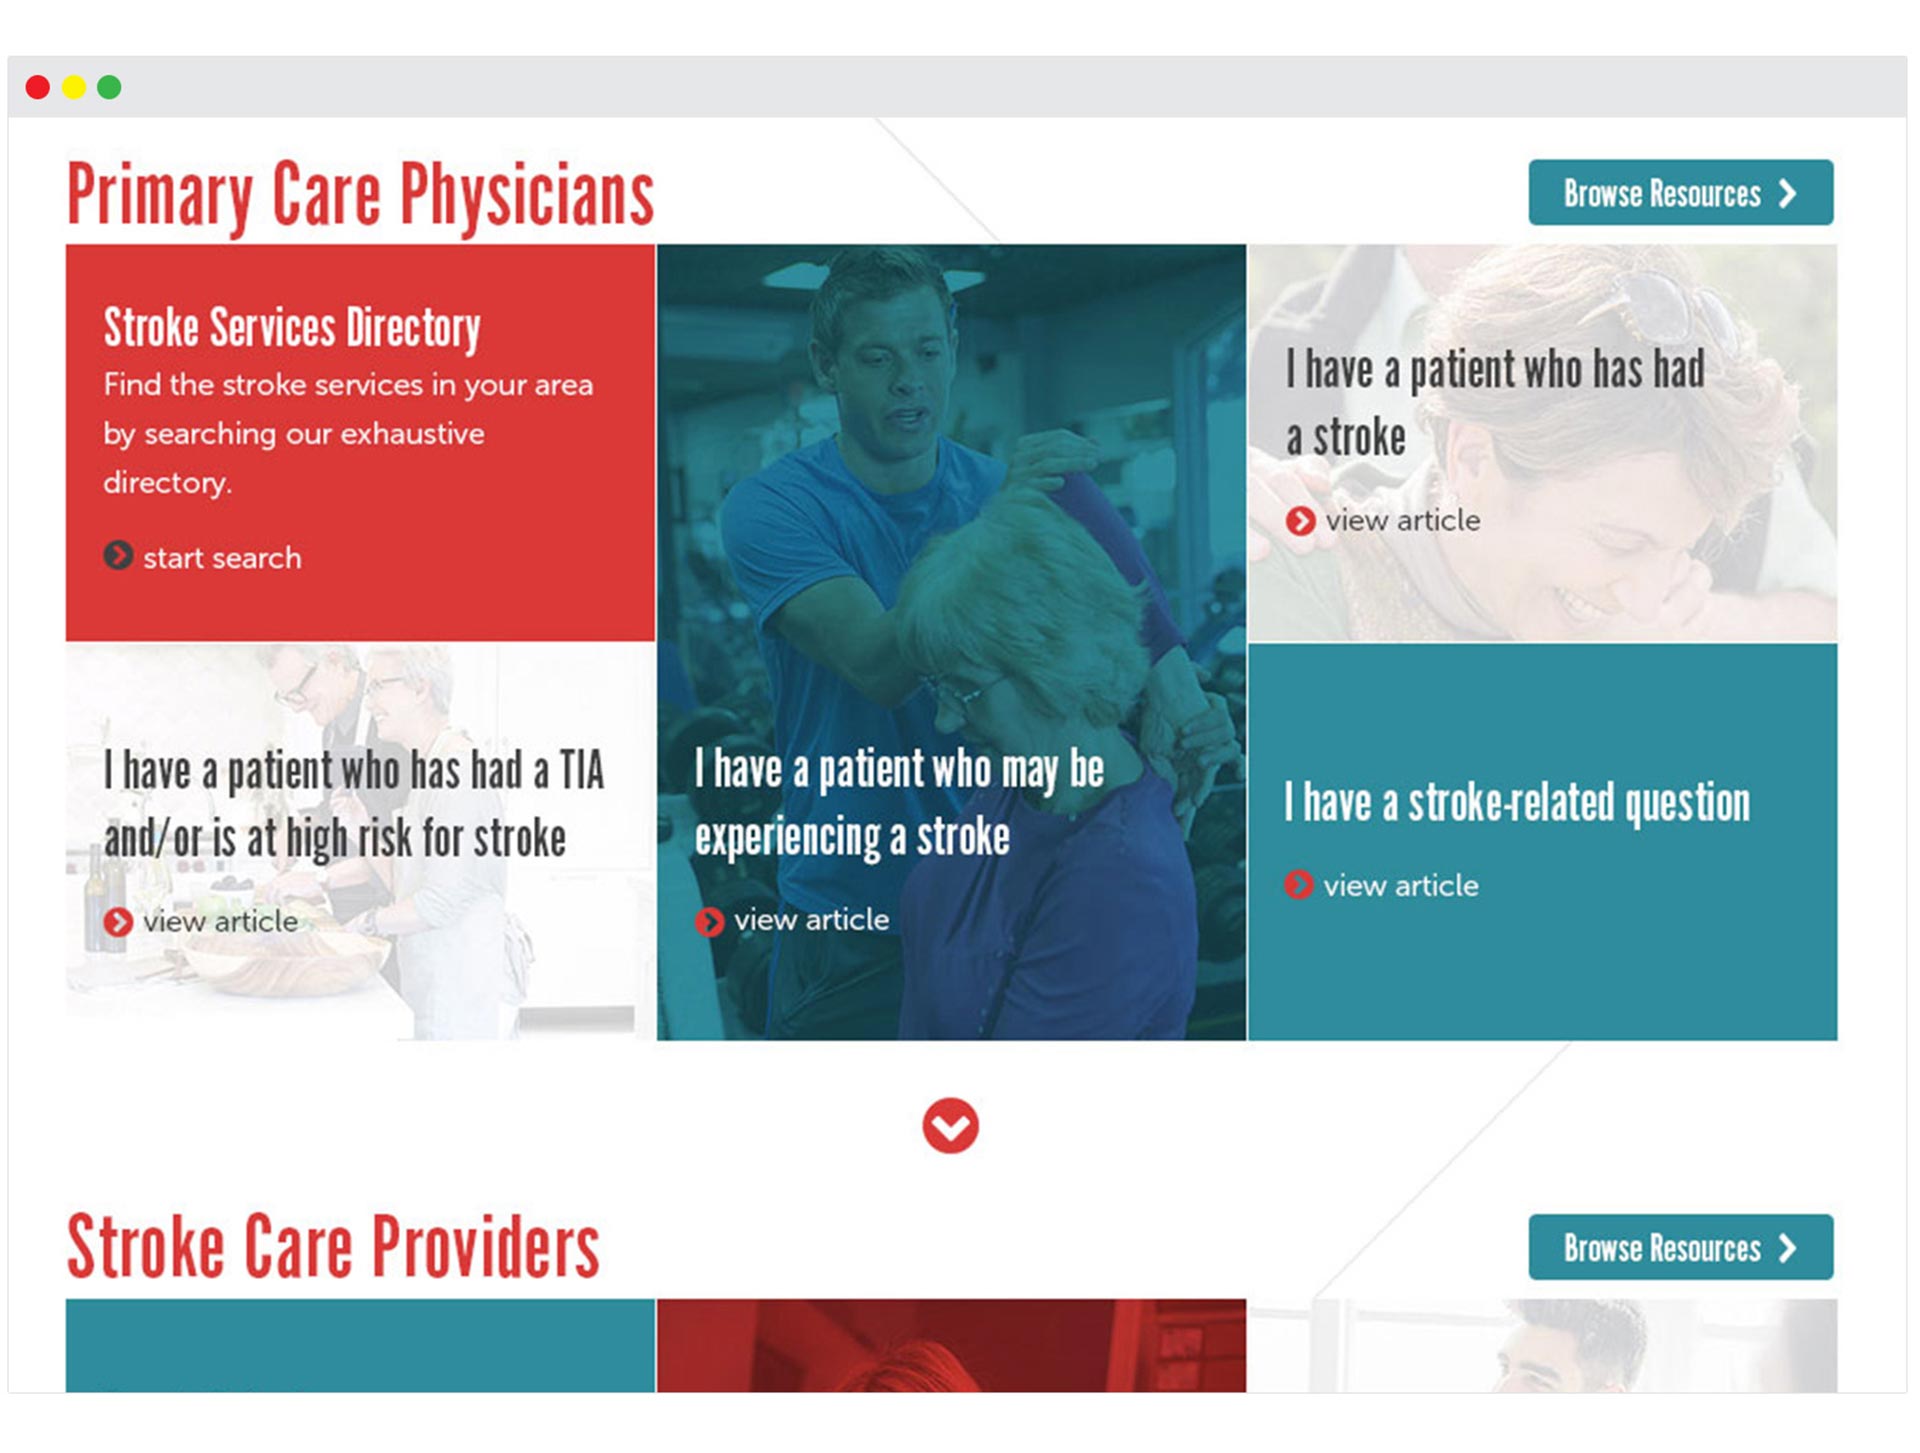 Primary Care Physicians
Browse Resources
Stroke Services Directory
Find the stroke services in your area
by searching our exhaustive
directory.
start search
I have a patient who has had a TIA
and/or is at high risk for stroke
view article
I have a patient who may be
experiencing a stroke
view article
I have a patient who has had
a stroke
view article
I have a stroke-related question
view article
Stroke Care Providers
Browse Resources